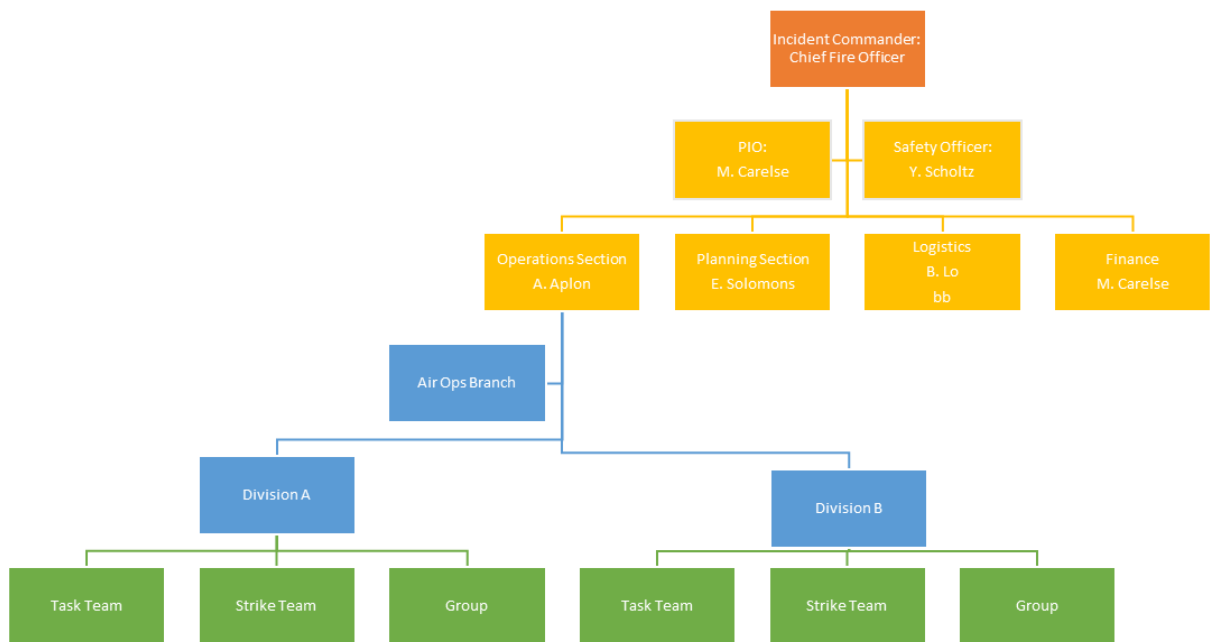 Incident Commander:
Chief Fire Officer
PIO:
M. Carelse
Safety Officer:
Y. Scholtz
Operations Section
A. Aplon
Planning Section
E. Solomons
Logistics
B. Lo
bb
Finance
M. Carelse
Air Ops Branch
Division A
Division B
Task Team
Strike Team
Group
Task Team
Strike Team
Group